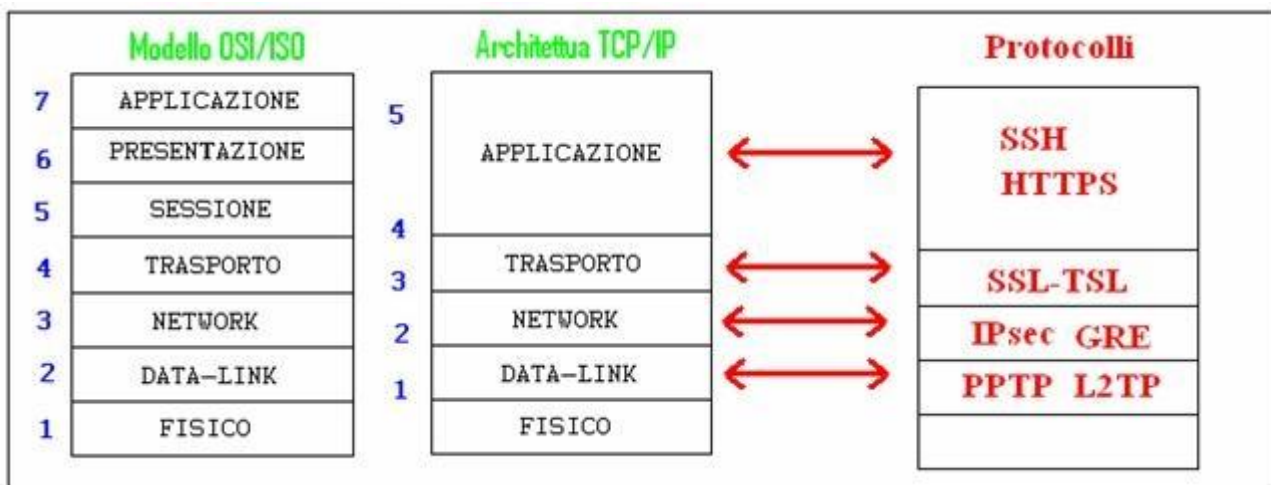 Modello OSI/ISO
7 APPLICAZIONE
6 PRESENTAZIONE
5 SESSIONE
4 TRASPORTO
3 NETWORK
2 DATA-LINK
1 FISICO
Architettua TCP/IP
5
APPLICAZIONE
4
TRASPORTO
3
NETWORK
2
DATA-LINK
1
FISICO
Protocolli
SSH
HTTPS
SSL-TSL
IPsec GRE
PPTP L2TP